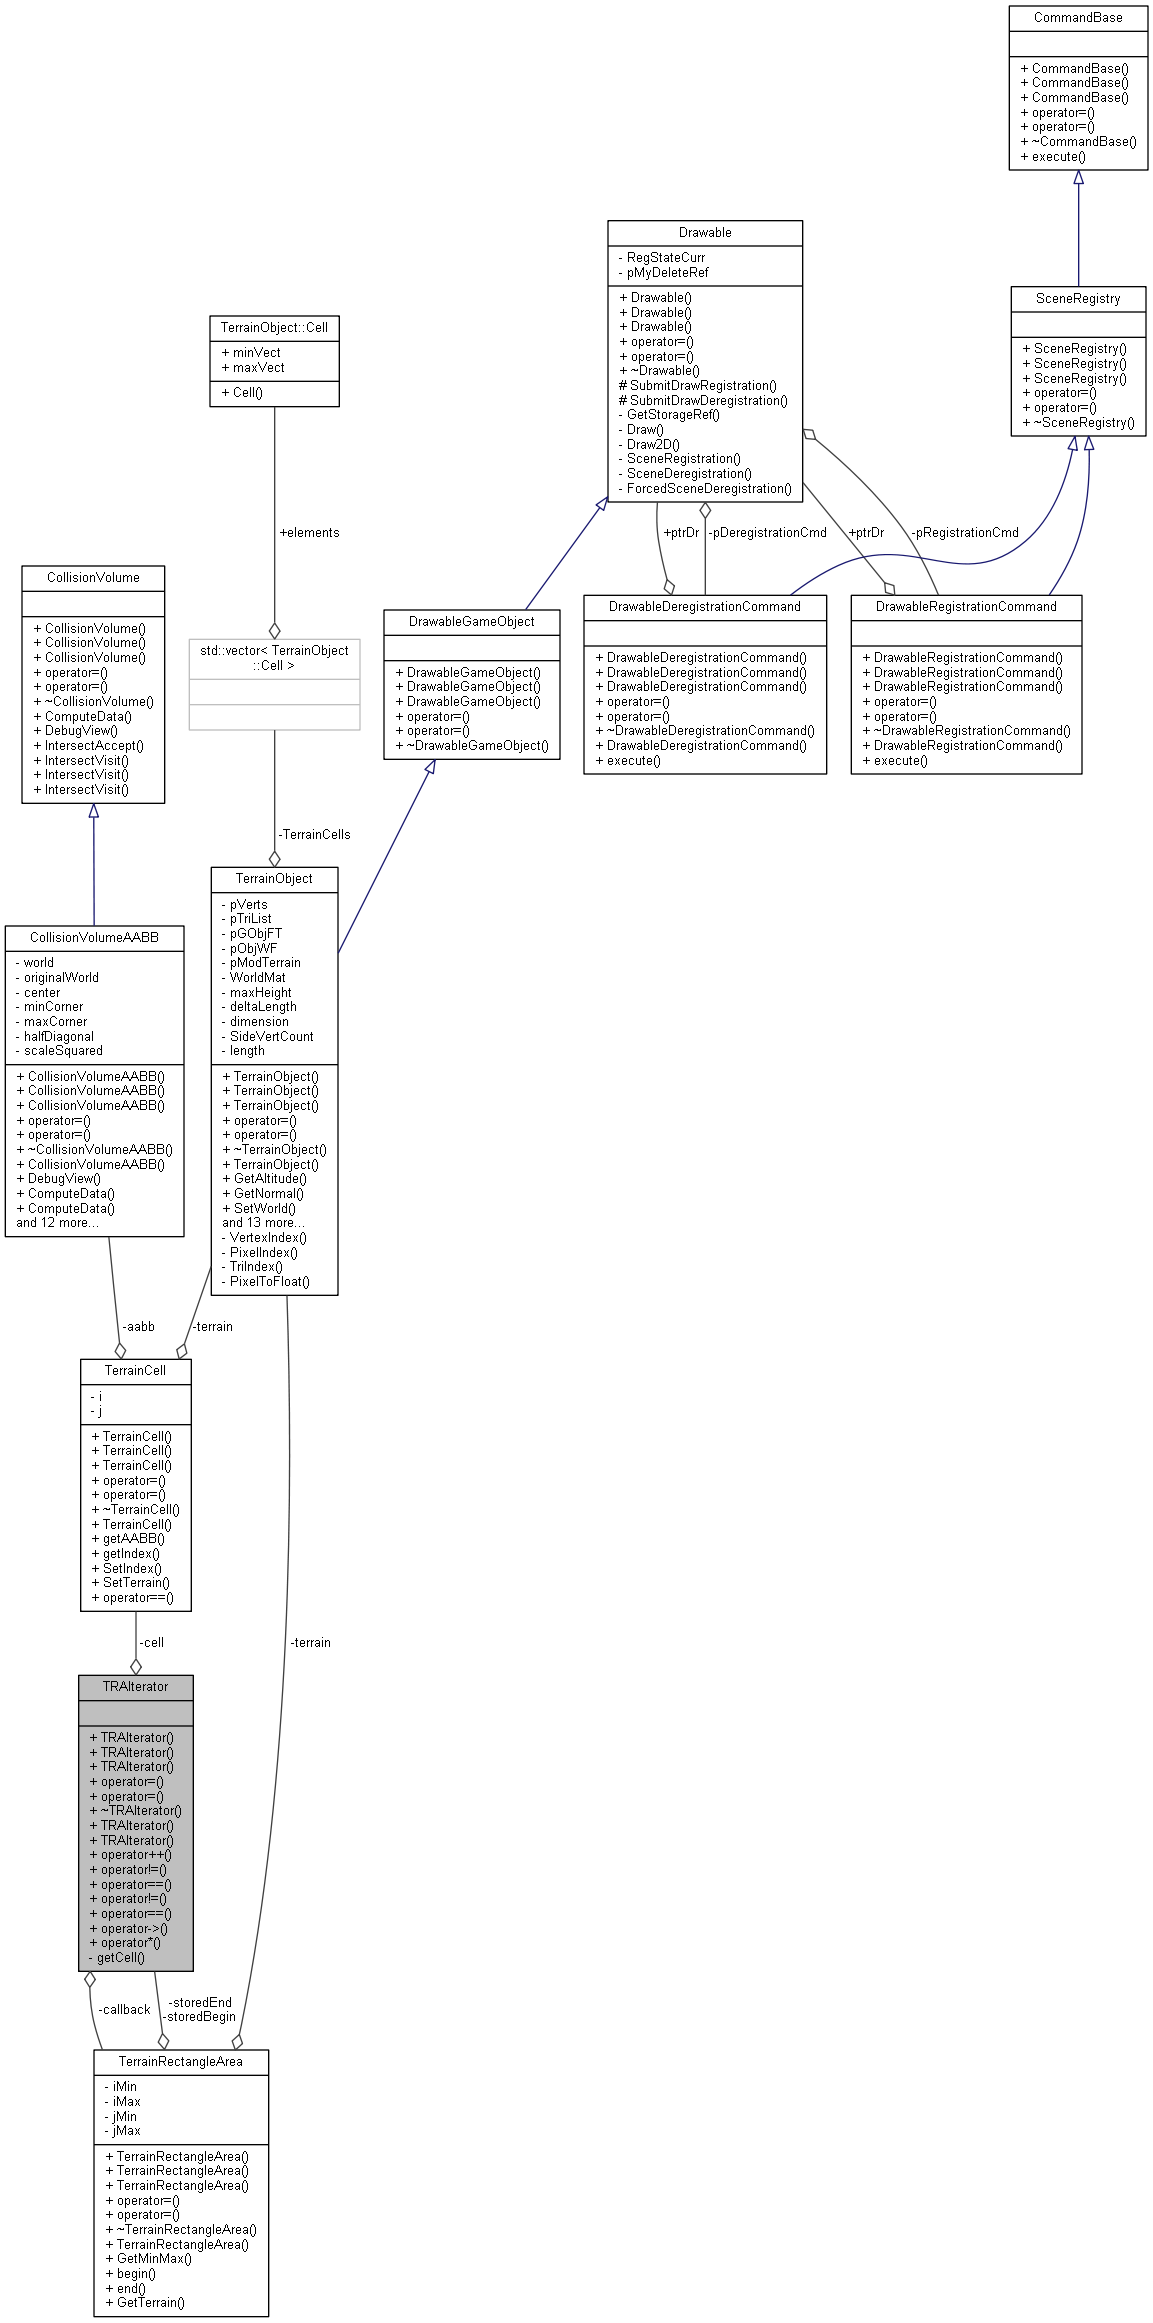 CommandBase
+ CommandBase()
+ CommandBase()
+ CommandBase()
+ operator=()
+ operator=()
+ ~CommandBase()
+ execute()
Drawable
- RegStateCurr
- pMyDeleteRef
+ Drawable()
+ Drawable()
+ Drawable()
+ operator=()
+ operator=()
+ ~Drawable()
# SubmitDrawRegistration()
# SubmitDrawDeregistration()
- GetStorageRef()
- Draw()
- Draw2D()
- SceneRegistration()
- SceneDeregistration()
- ForcedSceneDeregistration()
SceneRegistry
+ SceneRegistry()
+ SceneRegistry()
+ SceneRegistry()
+ operator=()
+ operator=()
+ ~SceneRegistry()
TerrainObject::Cell
+ minVect
+ maxVect
+ Cell()
+elements
+ptrDr
-pDeregistrationCmd
+ptrDr
-pRegistrationCmd
CollisionVolume
+ CollisionVolume()
+ CollisionVolume()
+ CollisionVolume()
+ operator=()
+ operator=()
+ ~CollisionVolume()
+ ComputeData()
+ DebugView()
+ IntersectAccept()
+ IntersectVisit()
+ IntersectVisit()
+ IntersectVisit()
std::vector< TerrainObject
::Cell >
DrawableGameObject
+ DrawableGameObject()
+ DrawableGameObject()
+ DrawableGameObject()
+ operator=()
+ operator=()
+ ~DrawableGameObject()
DrawableDeregistrationCommand
+ DrawableDeregistrationCommand()
+ DrawableDeregistrationCommand()
+ DrawableDeregistrationCommand()
+ operator=()
+ operator=()
+ ~DrawableDeregistrationCommand()
+ DrawableDeregistrationCommand()
+ execute()
DrawableRegistrationCommand
+ DrawableRegistrationCommand()
+ DrawableRegistrationCommand()
+ DrawableRegistrationCommand()
+ operator=()
+ operator=()
+ ~DrawableRegistrationCommand()
+ DrawableRegistrationCommand()
+ execute()
-TerrainCells
CollisionVolumeAABB
- world
- originalWorld
- center
- minCorner
- maxCorner
- halfDiagonal
- scaleSquared
+ CollisionVolumeAABB()
+ CollisionVolumeAABB()
+ CollisionVolumeAABB()
+ operator=()
+ operator=()
+ ~CollisionVolumeAABB()
+ CollisionVolumeAABB()
+ DebugView()
+ ComputeData()
+ ComputeData()
and 12 more...
TerrainObject
- pVerts
- pTriList
- pGObjFT
- pObjWF
- pModTerrain
- WorldMat
- maxHeight
- deltaLength
- dimension
- SideVertCount
- length
+ TerrainObject()
+ TerrainObject()
+ TerrainObject()
+ operator=()
+ operator=()
+ ~TerrainObject()
+ TerrainObject()
+ GetAltitude()
+ GetNormal()
+ SetWorld()
and 13 more...
- VertexIndex()
- PixelIndex()
- TriIndex()
- PixelToFloat()
-aabb
-terrain
TerrainCell
- i
- j
+ TerrainCell()
+ TerrainCell()
+ TerrainCell()
+ operator=()
+ operator=()
+ ~TerrainCell()
+ TerrainCell()
+ getAABB()
+ getIndex()
+ SetIndex()
+ SetTerrain()
+ operator==()
-cell
-terrain
TRAIterator
+ TRAIterator()
+ TRAIterator()
+ TRAIterator()
+ operator=()
+ operator=()
+ ~TRAIterator()
+ TRAIterator()
+ TRAIterator()
+ operator++()
+ operator!=()
+ operator==()
+ operator!=()
+ operator==()
+ operator->()
+ operator*()
- getCell()
-callback
-storedEnd
-storedBegin
TerrainRectangleArea
- iMin
- iMax
- jMin
- jMax
+ TerrainRectangleArea()
+ TerrainRectangleArea()
+ TerrainRectangleArea()
+ operator=()
+ operator=()
+ ~TerrainRectangleArea()
+ TerrainRectangleArea()
+ GetMinMax()
+ begin()
+ end()
+ GetTerrain()